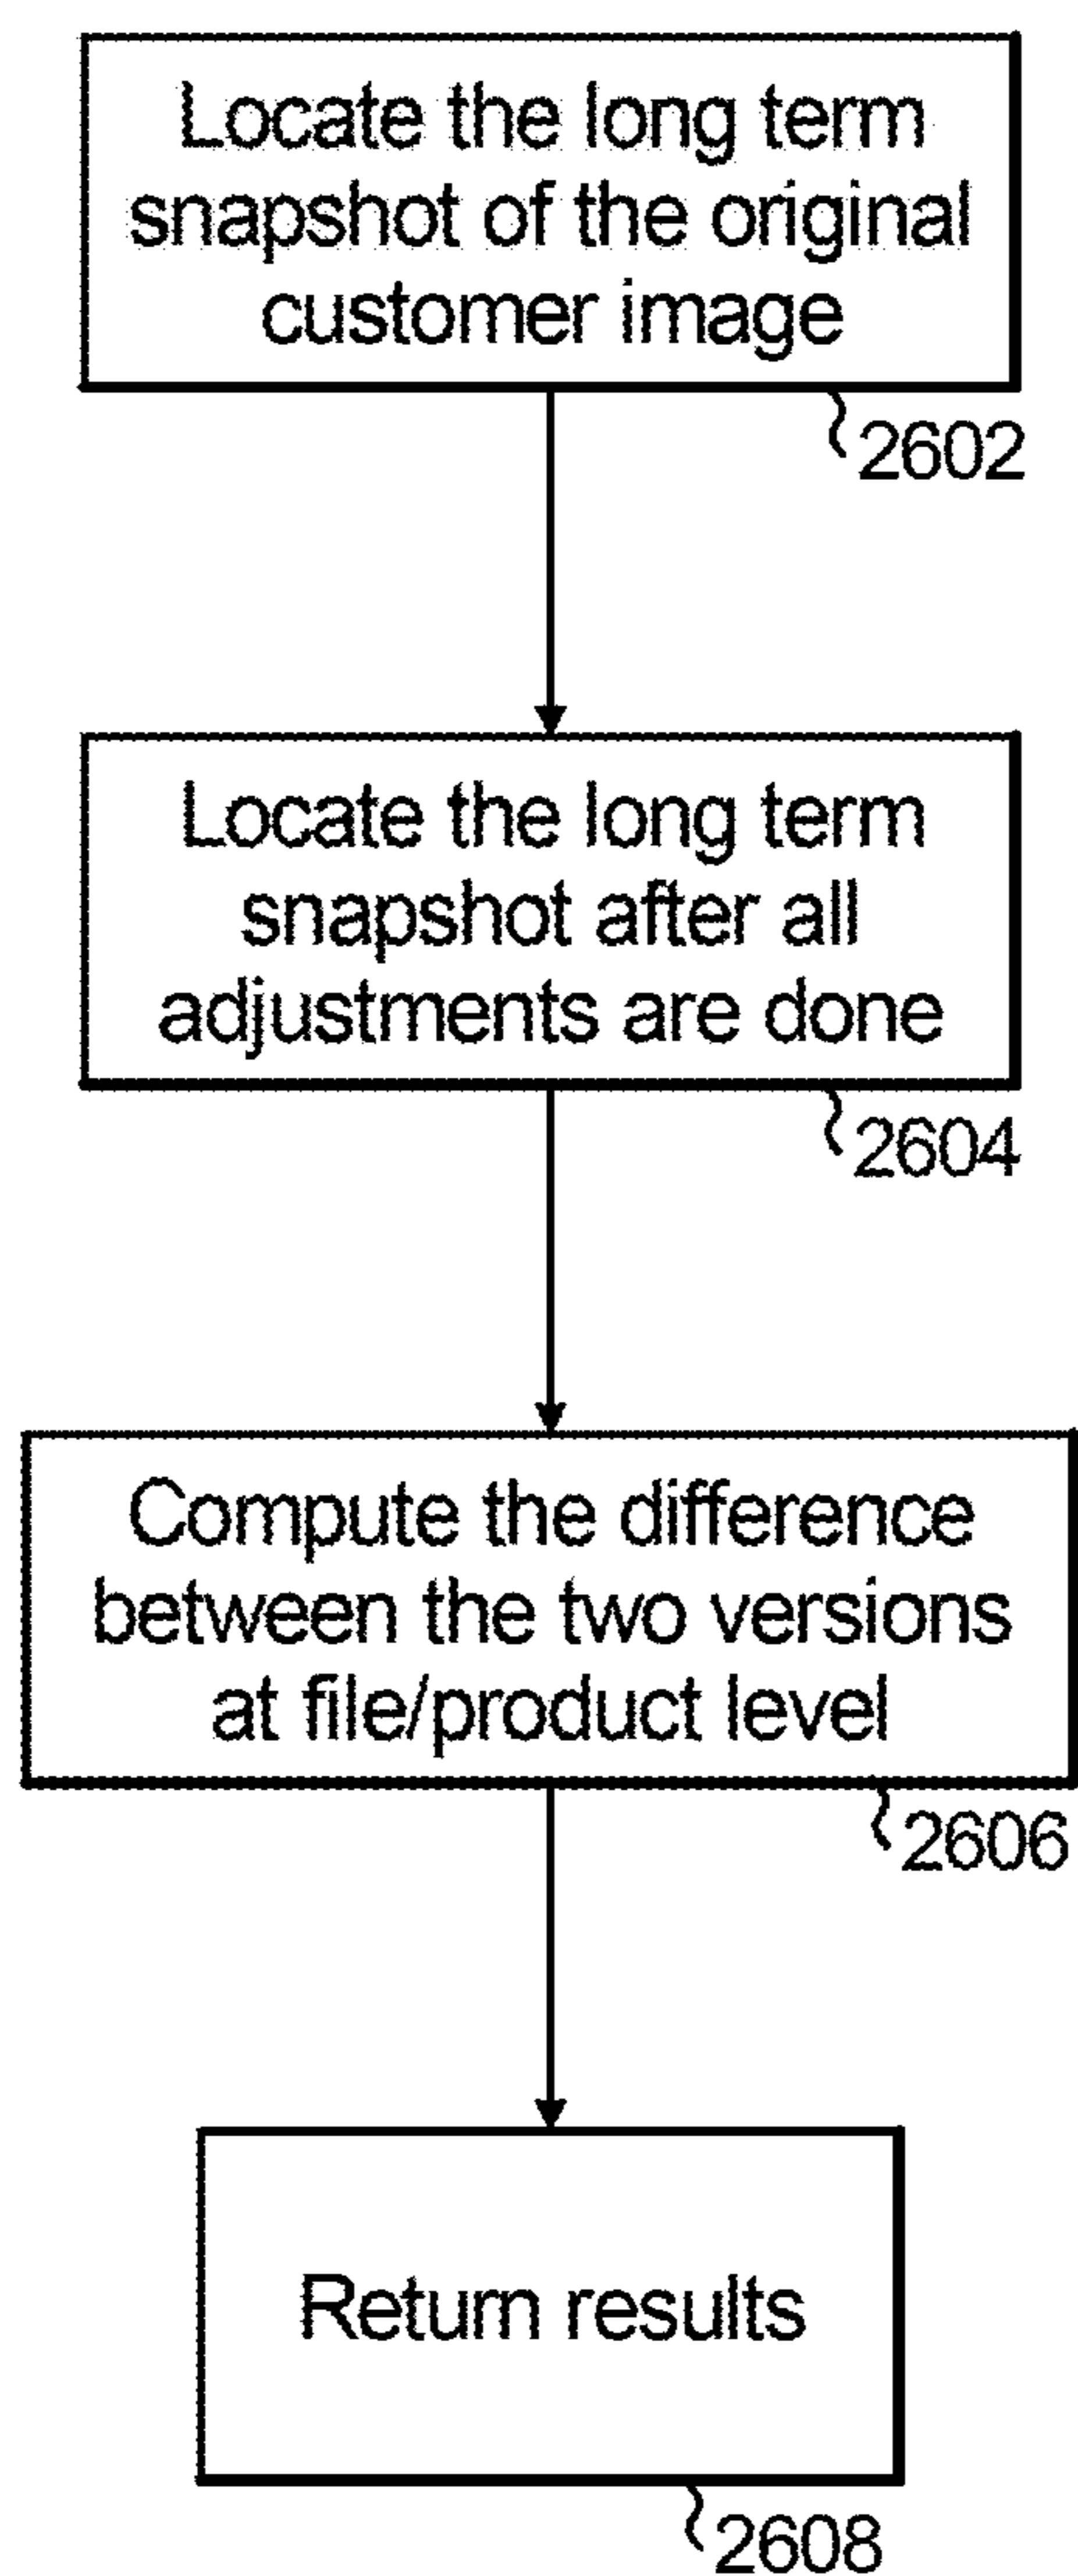 Locate the long term
snapshot of the original
customer image
2602
Locate the long term
snapshot after all
adjustments are done
2604
Compute the difference
between the two versions
at file/product level
2606
Return results
2608